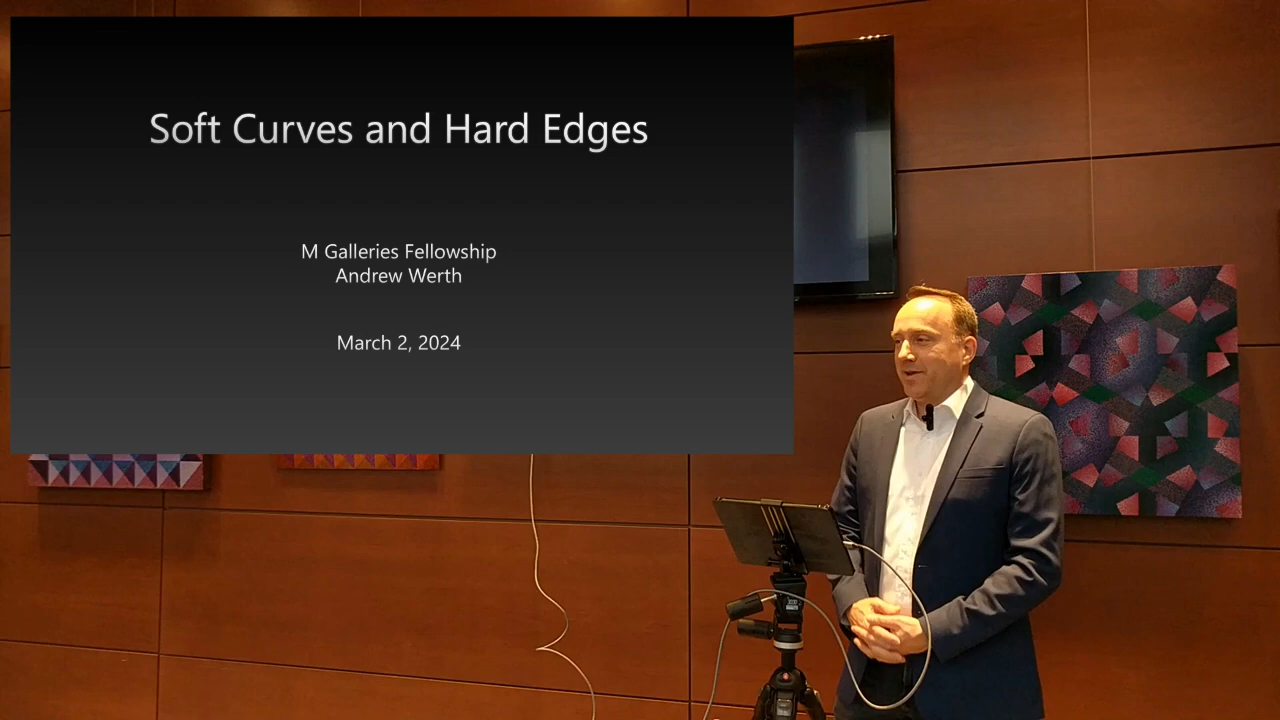 Soft Curves and Hard Edges
M Galleries Fellowship
Andrew Werth
March 2, 2024